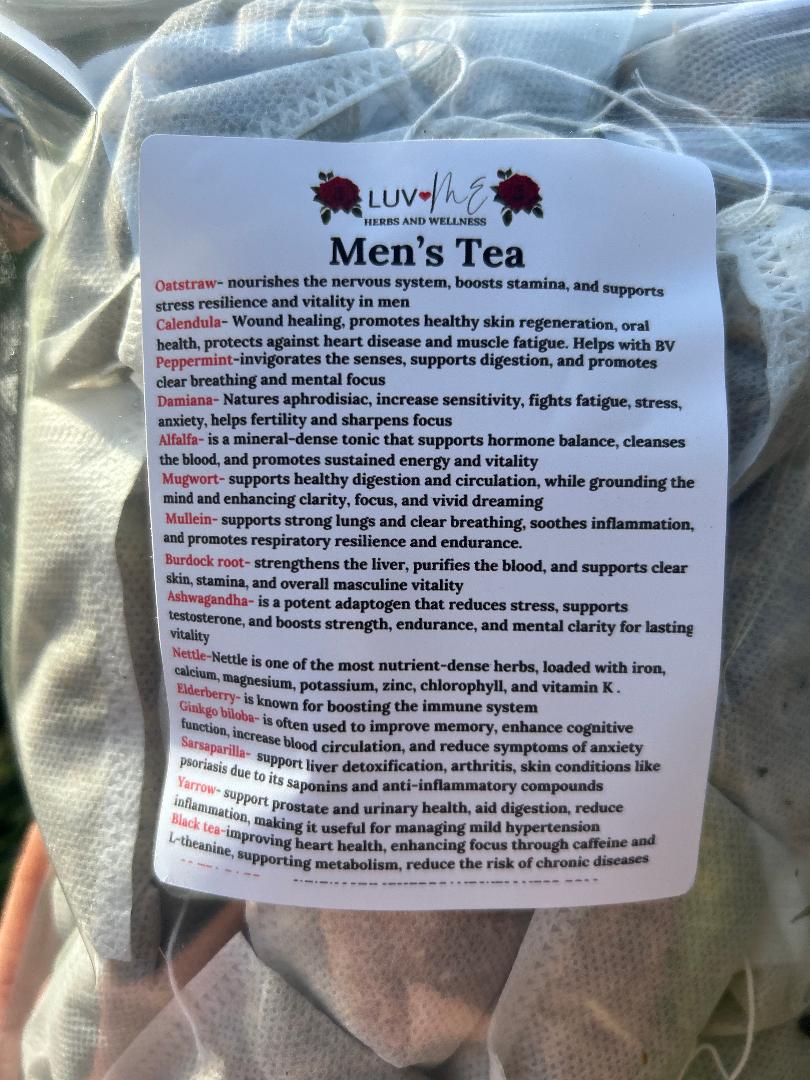 LUV ME
HERBS AND WELLNESS
Men's Tea
Oatstraw- nourishes the nervous system, boosts stamina, and supports
stress resilience and vitality in men
Calendula- Wound healing, promotes healthy skin regeneration, oral
health, protects against heart disease and muscle fatigue. Helps with BV
Peppermint-invigorates the senses, supports digestion, and promotes
clear breathing and mental focus
Damiana- Natures aphrodisiac, increase sensitivity, fights fatigue, stress,
anxiety, helps fertility and sharpens focus
Alfalfa- is a mineral-dense tonic that supports hormone balance, cleanses
the blood, and promotes sustained energy and vitality
Mugwort- supports healthy digestion and circulation, while grounding the
mind and enhancing clarity, focus, and vivid dreaming
Mullein- supports strong lungs and clear breathing, soothes inflammation,
and promotes respiratory resilience and endurance.
Burdock root- strengthens the liver, purifies the blood, and supports clear
skin, stamina, and overall masculine vitality
Ashwagandha- is a potent adaptogen that reduces stress, supports
testosterone, and boosts strength, endurance, and mental clarity for lasting
vitality
Nettle-Nettle is one of the most nutrient-dense herbs, loaded with iron,
calcium, magnesium, potassium, zinc, chlorophyll, and vitamin K .
Elderberry- is known for boosting the immune system
Ginkgo biloba- is often used to improve memory, enhance cognitive
function, increase blood circulation, and reduce symptoms of anxiety
Sarsaparilla- support liver detoxification, arthritis, skin conditions like
psoriasis due to its saponins and anti-inflammatory compounds
Yarrow- support prostate and urinary health, aid digestion, reduce
inflammation, making it useful for managing mild hypertension
Black tea-improving heart health, enhancing focus through caffeine and
L-theanine, supporting metabolism, reduce the risk of chronic diseases